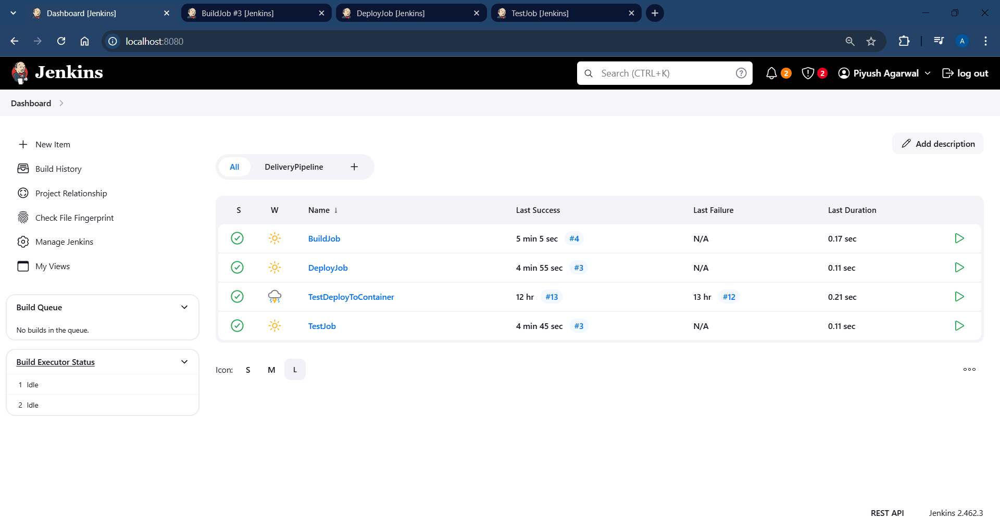 Dashboard [Jenkins]
BuildJob #3 [Jenkins]
DeployJob [Jenkins]
TestJob [Jenkins]
localhost:8080
A
Jenkins
Search (CTRL+K)
2
2
Piyush Agarwal
log out
Dashboard
New Item
Build History
Project Relationship
Check File Fingerprint
Manage Jenkins
My Views
Build Queue
No builds in the queue.
Build Executor Status
1 Idle
2 Idle
Add description
All DeliveryPipeline +
S W Name ↓ Last Success Last Failure Last Duration
BuildJob 5 min 5 sec #4 N/A 0.17 sec
DeployJob 4 min 55 sec #3 N/A 0.11 sec
TestDeployToContainer 12 hr #13 13 hr #12 0.21 sec
TestJob 4 min 45 sec #3 N/A 0.11 sec
Icon: S M L
REST API Jenkins 2.462.3